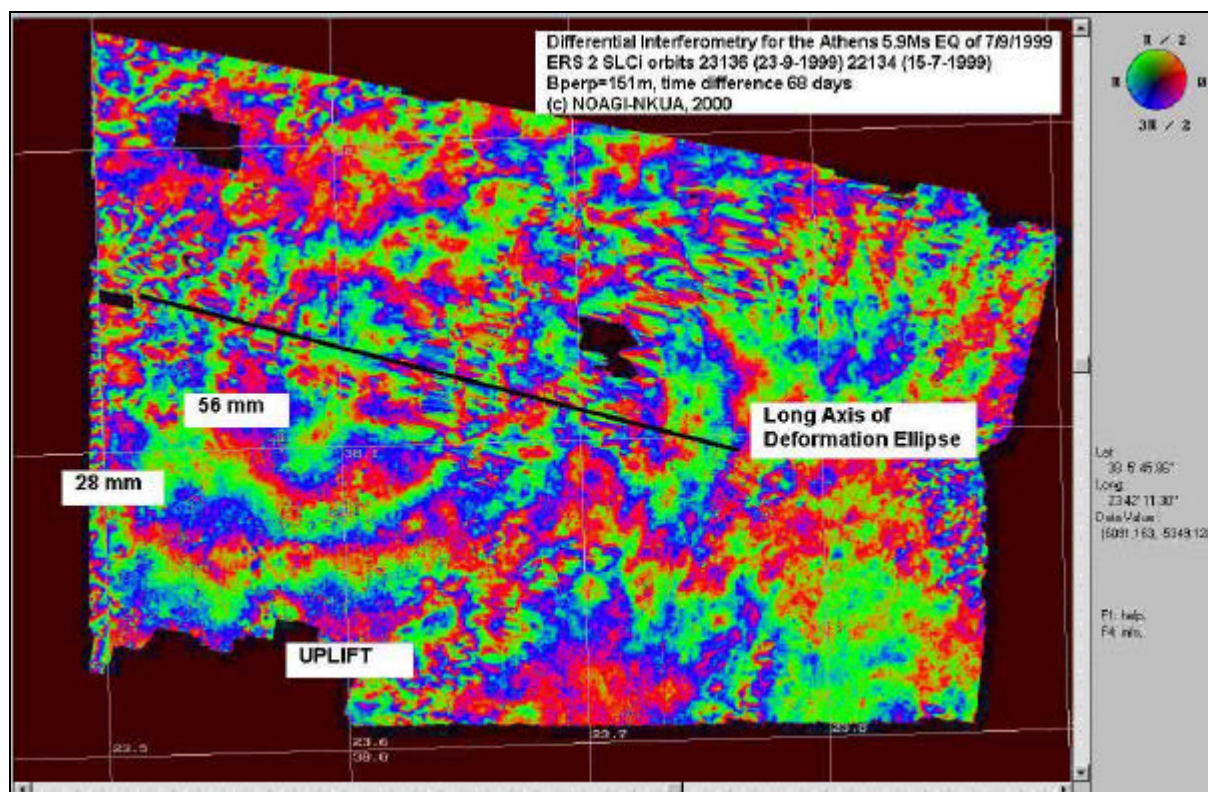 Differential Interferometry for the Athens 5.9Ms EQ of 7/9/1999
ERS 2 SLCi orbits 23136 (23-9-1999) 22134 (15-7-1999)
Bperp=151m, time difference 68 days
(c) NOAGI-NKUA, 2000
π / 2
π
0
3π / 2
56 mm
Long Axis of
Deformation Ellipse
38.1
28 mm
Lat
Long:
23 42' 11.30"
Data Value :
F1: help,
F4: info,
UPLIFT
23.5
23.6
38.0
23.7
23.8